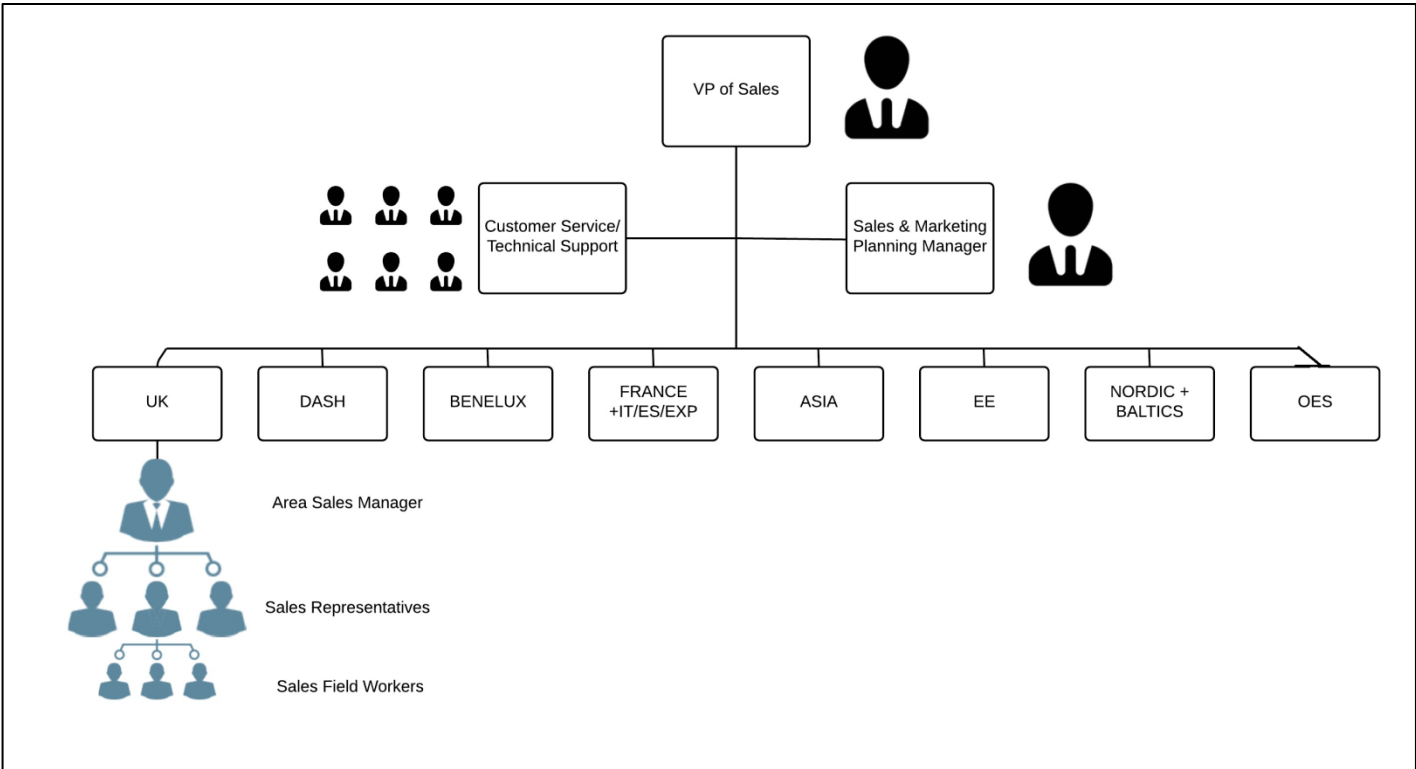 VP of Sales
Customer Service/
Technical Support
Sales & Marketing
Planning Manager
UK
DASH
BENELUX
FRANCE
+IT/ES/EXP
ASIA
EE
NORDIC +
BALTICS
OES
Area Sales Manager
Sales Representatives
Sales Field Workers